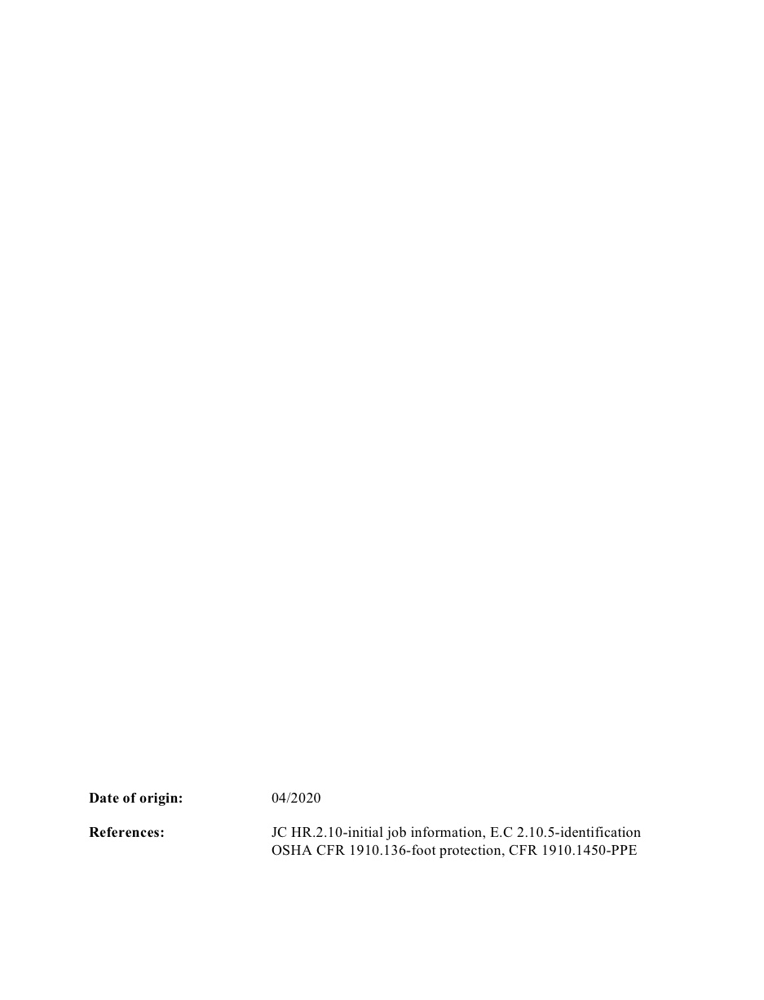 Date of origin: 04/2020
References: JC HR.2.10-initial job information, E.C 2.10.5-identification
OSHA CFR 1910.136-foot protection, CFR 1910.1450-PPE